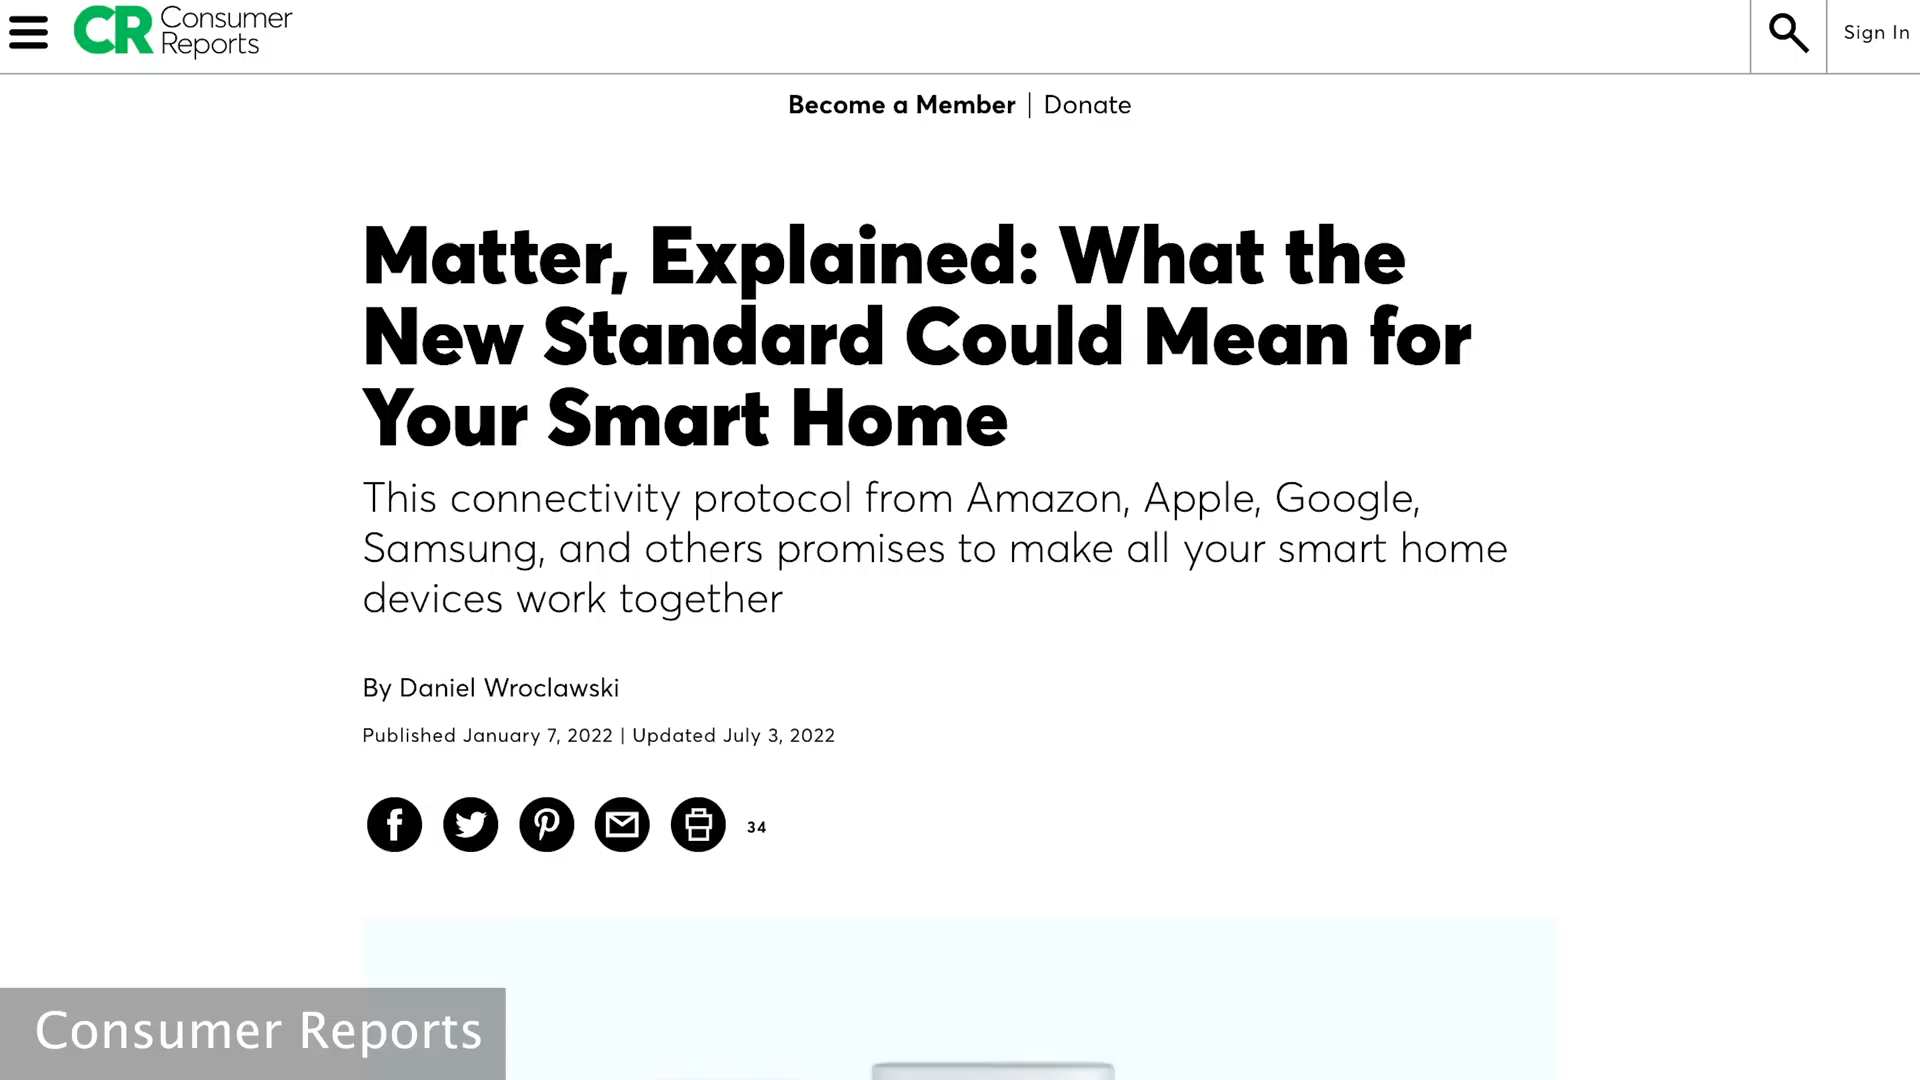 CR Consumer
Reports
Sign In
Become a Member | Donate
Matter, Explained: What the
New Standard Could Mean for
Your Smart Home
This connectivity protocol from Amazon, Apple, Google,
Samsung, and others promises to make all your smart home
devices work together
By Daniel Wroclawski
Published January 7, 2022 | Updated July 3, 2022
34
Consumer Reports